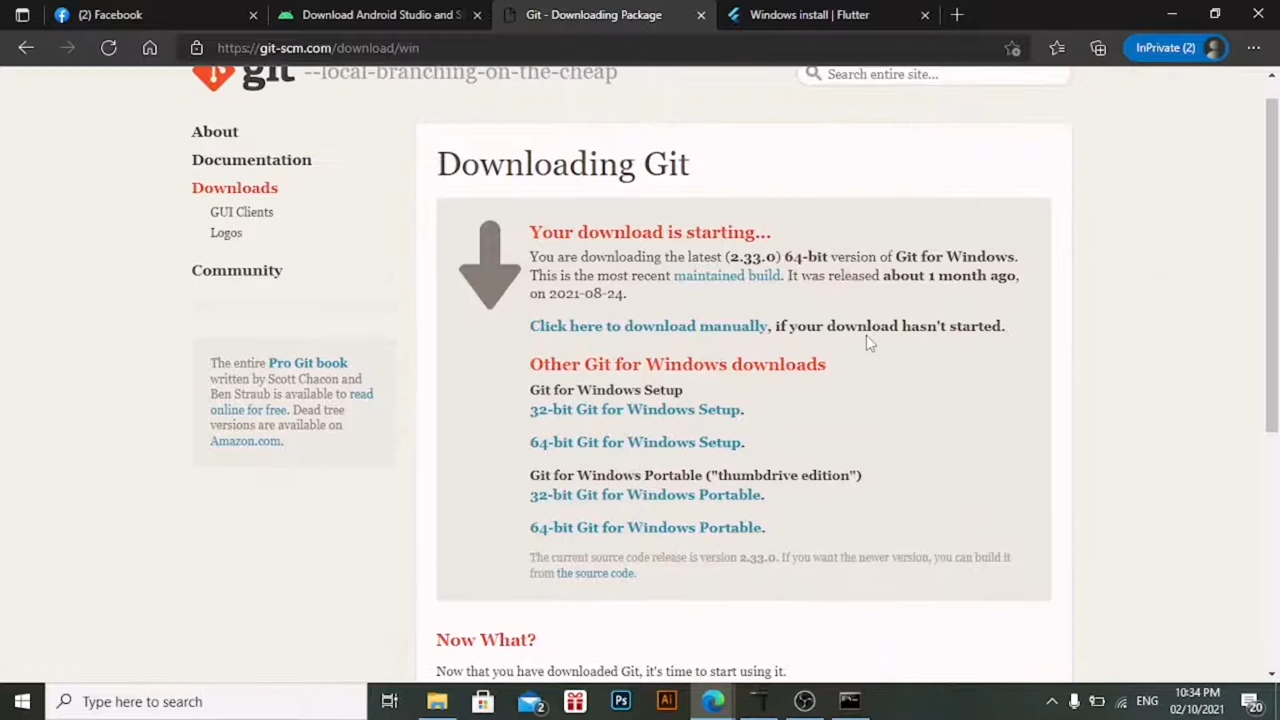 (2) Facebook
Download Android Studio and S
Git - Downloading Package
Windows install | Flutter
https://git-scm.com/download/win
InPrivate (2)
git --local-branching-on-the-cheap
Search entire site...
About
Documentation
Downloads
GUI Clients
Logos
Community
The entire Pro Git book
written by Scott Chacon and
Ben Straub is available to read
online for free. Dead tree
versions are available on
Amazon.com.
Downloading Git
Your download is starting...
You are downloading the latest (2.33.0) 64-bit version of Git for Windows.
This is the most recent maintained build. It was released about 1 month ago,
on 2021-08-24.
Click here to download manually, if your download hasn't started.
Other Git for Windows downloads
Git for Windows Setup
32-bit Git for Windows Setup.
64-bit Git for Windows Setup.
Git for Windows Portable ("thumbdrive edition")
32-bit Git for Windows Portable.
64-bit Git for Windows Portable.
The current source code release is version 2.33.0. If you want the newer version, you can build it
from the source code.
Now What?
Now that you have downloaded Git, it's time to start using it.
Type here to search
2
Ps
Ai
ENG
10:34 PM
02/10/2021
20